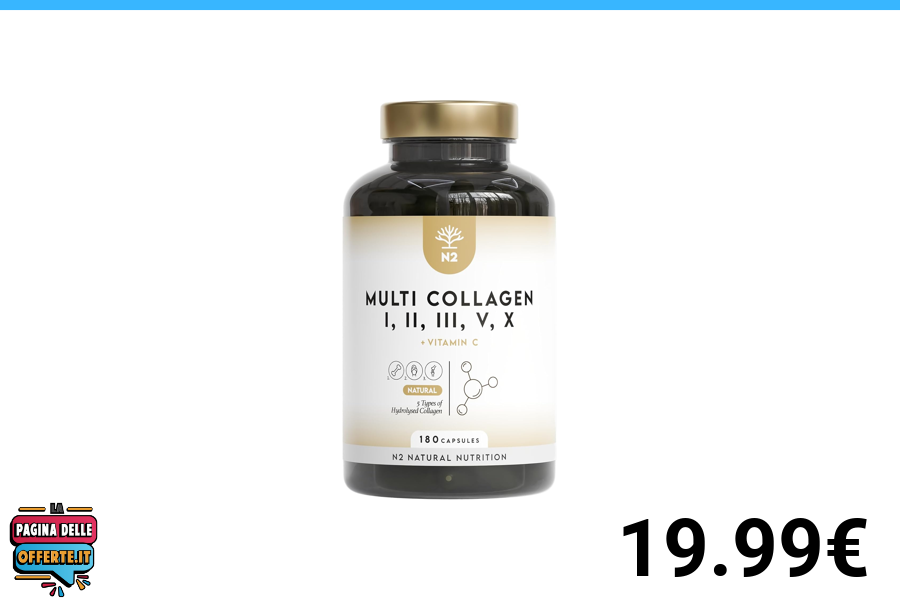 N2
MULTI COLLAGEN
I, II, III, V, X
+ VITAMIN C
NATURAL
5 Types of
Hydrolysed Collagen
180 CAPSULES
N2 NATURAL NUTRITION
LA
PAGINA DELLE
OFFERTE.IT
19.99€